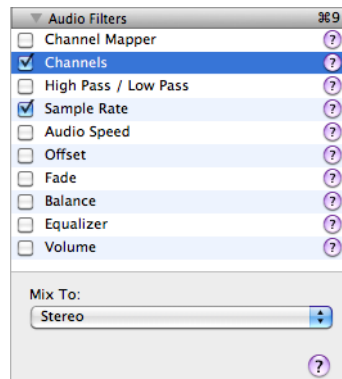 Audio Filters ⌘9
Channel Mapper ?
Channels ?
High Pass / Low Pass ?
Sample Rate ?
Audio Speed ?
Offset ?
Fade ?
Balance ?
Equalizer ?
Volume ?
Mix To:
Stereo
?